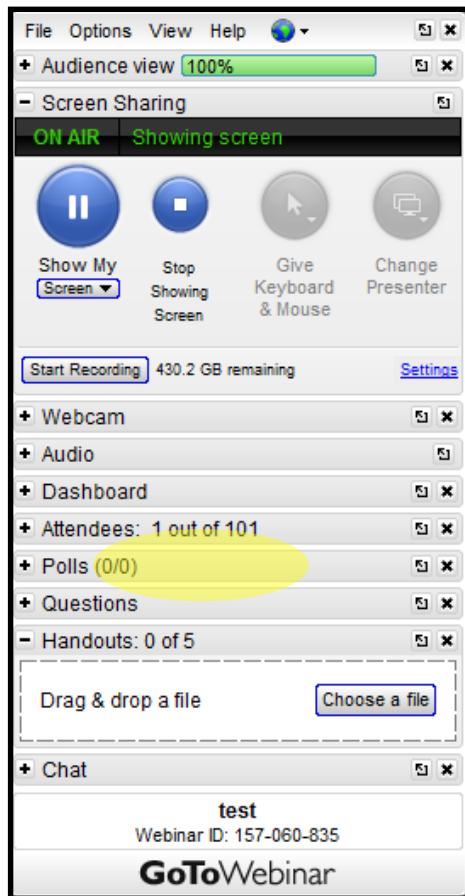 File Options View Help
Audience view 100%
Screen Sharing
ON AIR Showing screen
Show My
Screen
Stop
Showing
Screen
Give
Keyboard
& Mouse
Change
Presenter
Start Recording 430.2 GB remaining Settings
Webcam
Audio
Dashboard
Attendees: 1 out of 101
Polls (0/0)
Questions
Handouts: 0 of 5
Drag & drop a file Choose a file
Chat
test
Webinar ID: 157-060-835
GoToWebinar